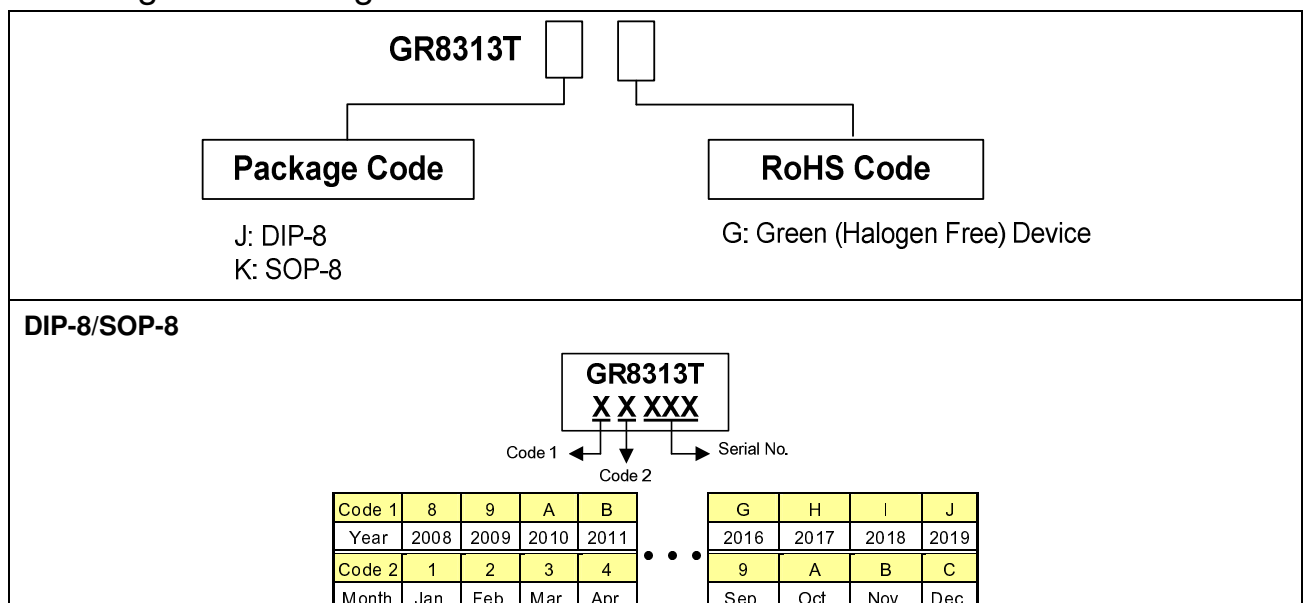 GR8313T
Package Code
RoHS Code
J: DIP-8
K: SOP-8
G: Green (Halogen Free) Device
DIP-8/SOP-8
GR8313T
X X XXX
Code 1
Serial No.
Code 2
Code 1 8 9 A B G H I J
Year 2008 2009 2010 2011 • • • 2016 2017 2018 2019
Code 2 1 2 3 4 9 A B C
Month Jan Feb Mar Apr Sep Oct Nov Dec